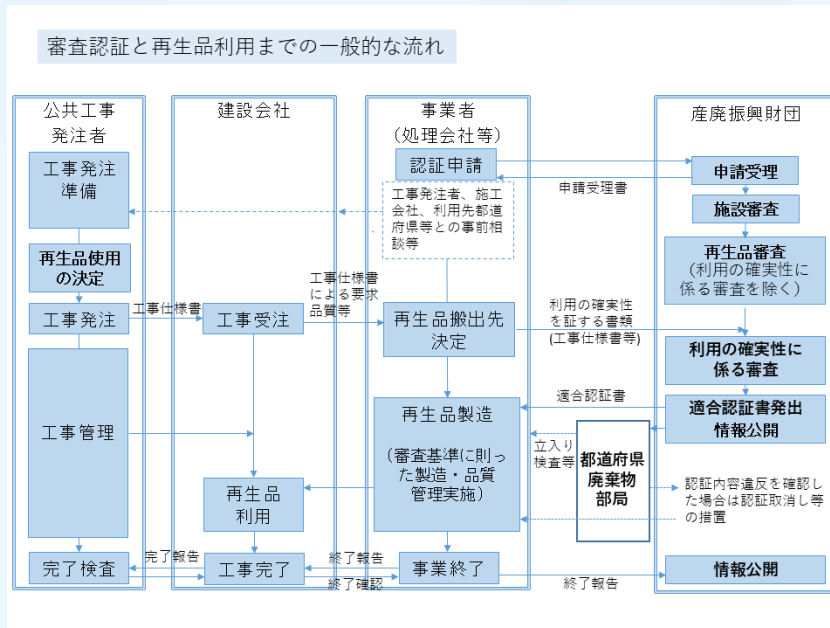 審査認証と再生品利用までの一般的な流れ
公共工事
発注者
工事発注
準備
再生品使用
の決定
工事発注
工事管理
完了検査
工事仕様書
完了報告
建設会社
工事受注
再生品
利用
工事完了
工事仕様書
による要求
品質等
終了報告
終了確認
事業者
(処理会社等)
認証申請
工事発注者、施工
会社、利用先都道
府県等との事前相
談等
再生品搬出先
決定
再生品製造
（審査基準に則っ
た製造・品質
管理実施）
事業終了
申請受理書
利用の確実性
を証する書類
(工事仕様書等)
適合認証書
立入り
検査等
都道府県
廃棄物
部局
終了報告
産廃振興財団
申請受理
施設審査
再生品審査
（利用の確実性に
係る審査を除く）
利用の確実性に
係る審査
適合認証書発出
情報公開
認証内容違反を確認し
た場合は認証取消し等
の措置
情報公開